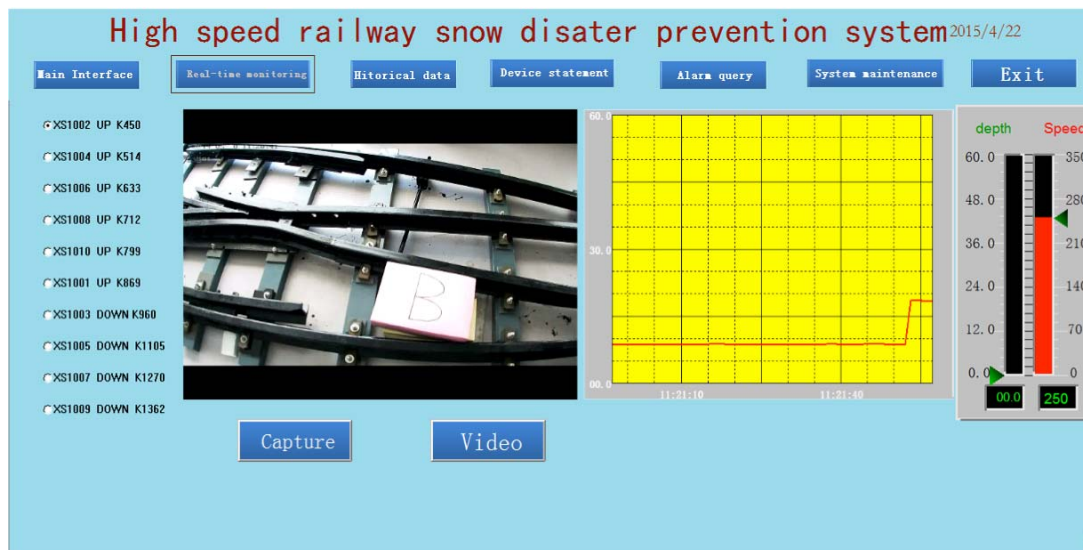 High speed railway snow disater prevention system 2015/4/22
Main Interface
Real-time monitoring
Hitorical data
Device statement
Alarm query
System maintenance
Exit
XS1002 UP K450
XS1004 UP K514
XS1006 UP K633
XS1008 UP K712
XS1010 UP K799
XS1001 UP K869
XS1003 DOWN K960
XS1005 DOWN K1105
XS1007 DOWN K1270
XS1009 DOWN K1362
B
Capture
Video
60.0
30.0
00.0
11:21:10
11:21:40
depth Speed
60.0 350
48.0 280
36.0 210
24.0 140
12.0 70
0.0 0
00.0 250